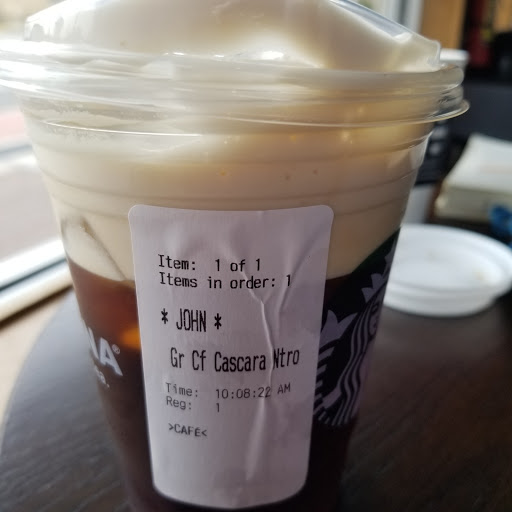 Item: 1 of 1
Items in order: 1
* JOHN *
Gr Cf Cascara Ntro
Time: 10:08:22 AM
Reg: 1
>CAFE<